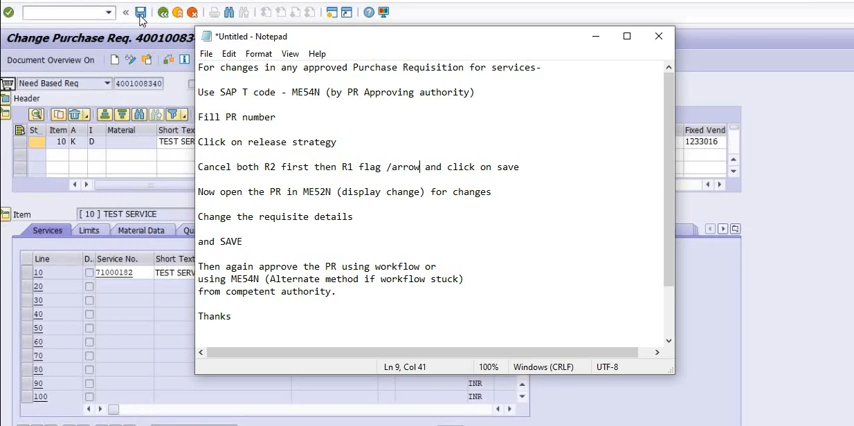 Change Purchase Req. 40010083
*Untitled - Notepad
File Edit Format View Help
For changes in any approved Purchase Requisition for services-
Use SAP T code - ME54N (by PR Approving authority)
Fill PR number
Click on release strategy
Cancel both R2 first then R1 flag /arrow and click on save
Now open the PR in ME52N (display change) for changes
Change the requisite details
and SAVE
Then again approve the PR using workflow or
using ME54N (Alternate method if workflow stuck)
from competent authority.
Thanks
Ln 9, Col 41 100% Windows (CRLF) UTF-8
Document Overview On
Need Based Req 4001008340
Header
St.. Item A I Material Short Text Fixed Vend
10 K D TEST SER 1233016
Item [ 10 ] TEST SERVICE
Services Limits Material Data Qu
Line D.. Service No. Short Text
10 71000182 TEST SERV
20
30
40
50
60
70
80
90 INR
100 INR